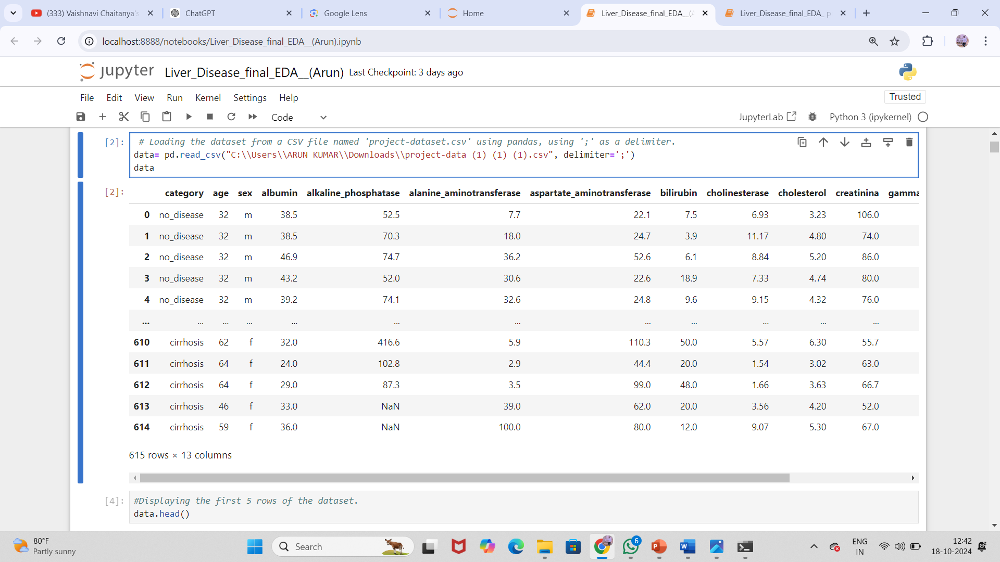 (333) Vaishnavi Chaitanya's
ChatGPT
Google Lens
Home
Liver_Disease_final_EDA__(A
Liver_Disease_final_EDA_ p
localhost:8888/notebooks/Liver_Disease_final_EDA__(Arun).ipynb
jupyter Liver_Disease_final_EDA__(Arun) Last Checkpoint: 3 days ago
File Edit View Run Kernel Settings Help Trusted
Code JupyterLab Python 3 (ipykernel)
[2]: # Loading the dataset from a CSV file named 'project-dataset.csv' using pandas, using ';' as a delimiter.
data= pd.read_csv("C:\\Users\\ARUN KUMAR\\Downloads\\project-data (1) (1) (1).csv", delimiter=';')
data
[2]: category age sex albumin alkaline_phosphatase alanine_aminotransferase aspartate_aminotransferase bilirubin cholinesterase cholesterol creatinina gamma
0 no_disease 32 m 38.5 52.5 7.7 22.1 7.5 6.93 3.23 106.0
1 no_disease 32 m 38.5 70.3 18.0 24.7 3.9 11.17 4.80 74.0
2 no_disease 32 m 46.9 74.7 36.2 52.6 6.1 8.84 5.20 86.0
3 no_disease 32 m 43.2 52.0 30.6 22.6 18.9 7.33 4.74 80.0
4 no_disease 32 m 39.2 74.1 32.6 24.8 9.6 9.15 4.32 76.0
... ... ... ... ... ... ... ... ... ... ... ...
610 cirrhosis 62 f 32.0 416.6 5.9 110.3 50.0 5.57 6.30 55.7
611 cirrhosis 64 f 24.0 102.8 2.9 44.4 20.0 1.54 3.02 63.0
612 cirrhosis 64 f 29.0 87.3 3.5 99.0 48.0 1.66 3.63 66.7
613 cirrhosis 46 f 33.0 NaN 39.0 62.0 20.0 3.56 4.20 52.0
614 cirrhosis 59 f 36.0 NaN 100.0 80.0 12.0 9.07 5.30 67.0
615 rows × 13 columns
[4]: #Displaying the first 5 rows of the dataset.
data.head()
80°F
Partly sunny
Search
6
ENG
IN
12:42
18-10-2024